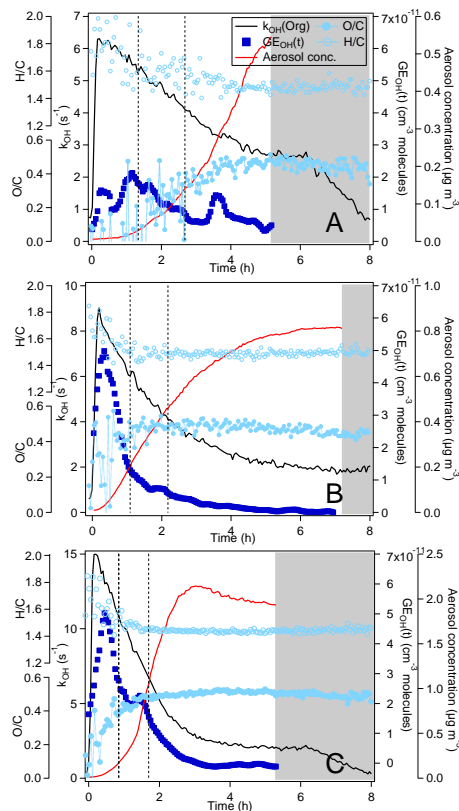 k_OH(Org)
GE_OH(t)
Aerosol conc.
O/C
H/C
2.0
1.8
1.6
1.4
1.2
H/C
0.6
0.4
0.2
0.0
O/C
7
6
5
4
3
2
1
0
k_OH (s⁻¹)
7x10⁻¹¹
6
5
4
3
2
1
0
GE_OH(t) (cm⁻³ molecules)
0.6
0.5
0.4
0.3
0.2
0.1
0.0
Aerosol concentration (µg m⁻³)
A
0 2 4 6 8
Time (h)
2.0
1.8
1.6
1.4
1.2
H/C
0.6
0.4
0.2
0.0
O/C
10
8
6
4
2
0
k_OH (s⁻¹)
7x10⁻¹¹
6
5
4
3
2
1
0
GE_OH(t) (cm⁻³ molecules)
1.0
0.8
0.6
0.4
0.2
0.0
Aerosol concentration (µg m⁻³)
B
0 2 4 6 8
Time (h)
2.0
1.8
1.6
1.4
1.2
H/C
0.8
0.6
0.4
0.2
0.0
O/C
15
10
5
0
k_OH (s⁻¹)
7x10⁻¹¹
6
5
4
3
2
1
0
GE_OH(t) (cm⁻³ molecules)
2.5
2.0
1.5
1.0
0.5
0.0
Aerosol concentration (µg m⁻³)
C
0 2 4 6 8
Time (h)